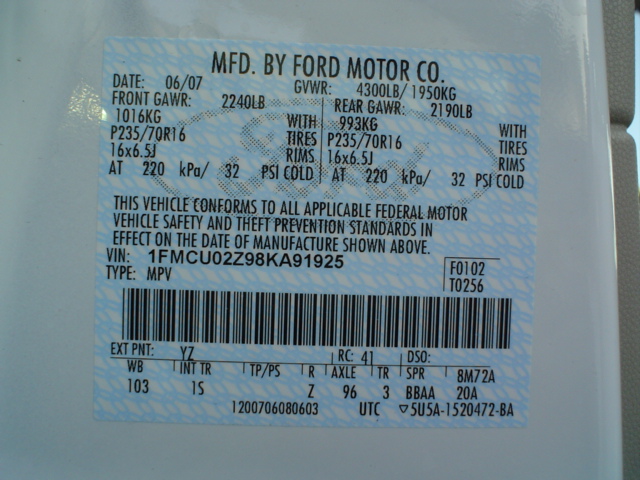 MFD. BY FORD MOTOR CO.
DATE: 06/07 GVWR: 4300LB/ 1950KG
FRONT GAWR: 2240LB REAR GAWR: 2190LB
1016KG WITH 993KG WITH
P235/70R16 TIRES P235/70R16 TIRES
16x6.5J RIMS 16x6.5J RIMS
AT 220 kPa/ 32 PSI COLD AT 220 kPa/ 32 PSI COLD
THIS VEHICLE CONFORMS TO ALL APPLICABLE FEDERAL MOTOR
VEHICLE SAFETY AND THEFT PREVENTION STANDARDS IN
EFFECT ON THE DATE OF MANUFACTURE SHOWN ABOVE.
VIN: 1FMCU02Z98KA91925 F0102
TYPE: MPV T0256
EXT PNT: YZ RC: 41 DSO:
WB INT TR TP/PS R AXLE TR SPR 8M72A
103 1S Z 96 3 BBAA 20A
1200706080603 UTC ▽5U5A-1520472-BA
Ford